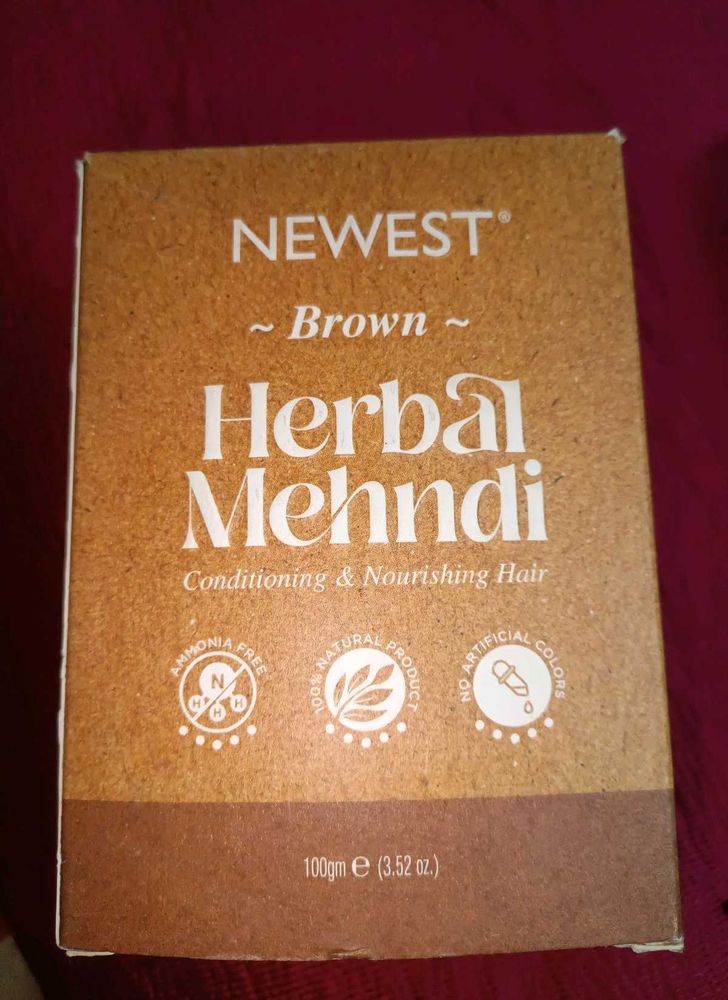 NEWEST®
~ Brown ~
Herbal
Mehndi
Conditioning & Nourishing Hair
AMMONIA FREE
N
H H H
100% NATURAL PRODUCT
NO ARTIFICIAL COLORS
100gm ℮ (3.52 oz.)